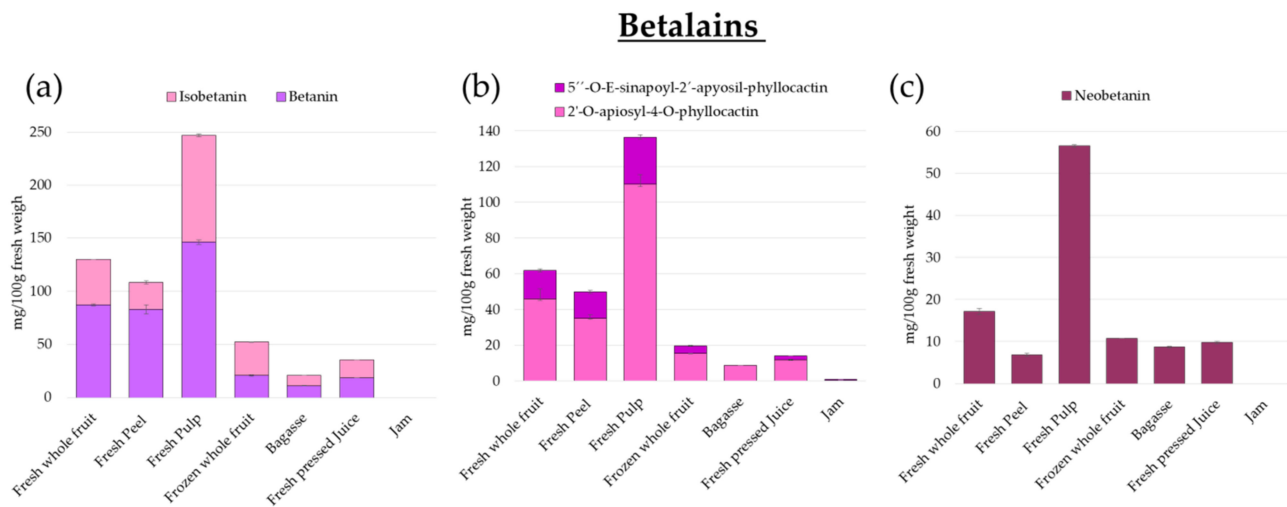 Betalains
(a)
Isobetanin
Betanin
mg/100g fresh weigh
250
200
150
100
50
0
Fresh whole fruit
Fresh Peel
Fresh Pulp
Frozen whole fruit
Bagasse
Fresh pressed Juice
Jam
(b)
5´´-O-E-sinapoyl-2´-apyosil-phyllocactin
2'-O-apiosyl-4-O-phyllocactin
mg/100g fresh weight
140
120
100
80
60
40
20
0
Fresh whole fruit
Fresh Peel
Fresh Pulp
Frozen whole fruit
Bagasse
Fresh pressed Juice
Jam
(c)
Neobetanin
mg/100g fresh weight
60
50
40
30
20
10
0
Fresh whole fruit
Fresh Peel
Fresh Pulp
Frozen whole fruit
Bagasse
Fresh pressed Juice
Jam